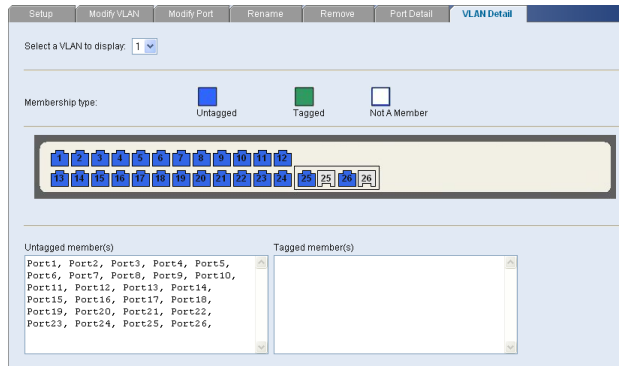 Setup Modify VLAN Modify Port Rename Remove Port Detail VLAN Detail
Select a VLAN to display: 1
Membership type:
Untagged Tagged Not A Member
1 2 3 4 5 6 7 8 9 10 11 12
13 14 15 16 17 18 19 20 21 22 23 24 25 25 26 26
Untagged member(s) Tagged member(s)
Port1, Port2, Port3, Port4, Port5,
Port6, Port7, Port8, Port9, Port10,
Port11, Port12, Port13, Port14,
Port15, Port16, Port17, Port18,
Port19, Port20, Port21, Port22,
Port23, Port24, Port25, Port26,